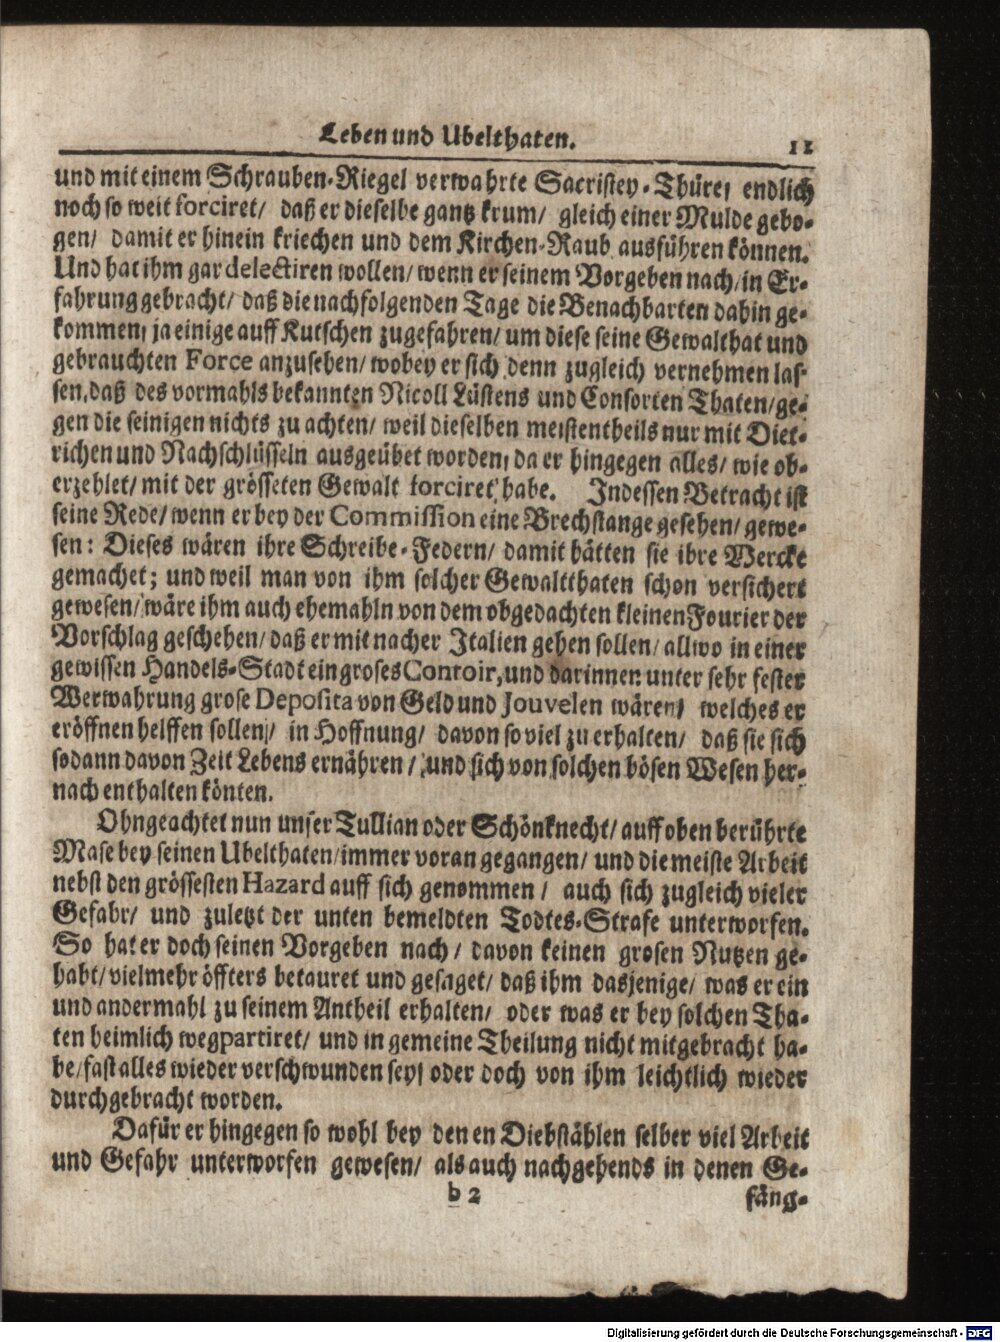 Leben und Ubelthaten. 11
und mit einem Schrauben-Riegel verwahrte Sacristey-Thüre/ endlich
noch so weit forciret/ daß er dieselbe gantz krum/ gleich einer Mulde gebo-
gen/ damit er hinein kriechen und dem Kirchen-Raub ausführen können.
Und hat ihm gar delectiren wollen/ wenn er seinem Vorgeben nach/ in Er-
fahrung gebracht/ daß die nachfolgenden Tage die Benachbarten dahin ge-
kommen/ ja einige auff Kutschen zugefahren/ um diese seine Gewalthat und
gebrauchten Force anzusehen/ wobey er sich denn zugleich vernehmen las-
sen, daß des vormahls bekannten Nicoll Lüstens und Consorten Thaten/ ge-
gen die seinigen nichts zu achten/ weil dieselben meistentheils nur mit Diet-
richen und Nachschlüsseln ausgeübet worden/ da er hingegen alles/ wie ob-
erzehlet/ mit der grösseten Gewalt forciret habe. Indessen Betracht ist
seine Rede/ wenn er bey der Commission eine Brechstange gesehen/ gewe-
sen: Dieses wären ihre Schreibe-Federn/ damit hätten sie ihre Wercke
gemachet; und weil man von ihm solcher Gewaltthaten schon versichert
gewesen/ wäre ihm auch ehemahln von dem obgedachten kleinen Fourier der
Vorschlag geschehen/ daß er mit nacher Italien gehen sollen/ allwo in einer
gewissen Handels-Stadt ein groses Contoir, und darinnen unter sehr fester
Verwahrung grose Deposita von Geld und Jouvelen wären/ welches er
eröffnen helffen sollen/ in Hoffnung/ davon so viel zu erhalten/ daß sie sich
sodann davon Zeit Lebens ernähren/ und sich von solchen bösen Wesen her-
nach enthalten könten.
Ohngeachtet nun unser Tullian oder Schönknecht/ auff oben berührte
Mase bey seinen Ubelthaten/ immer voran gegangen/ und die meiste Arbeit
nebst den grössesten Hazard auff sich genommen/ auch sich zugleich vieler
Gefahr/ und zuletzt der unten bemeldten Todtes-Strafe unterworfen.
So hat er doch seinen Vorgeben nach/ davon keinen grosen Nutzen ge-
habt/ vielmehr öffters betauret und gesaget/ daß ihm dasjenige/ was er ein
und andermahl zu seinem Antheil erhalten/ oder was er bey solchen Tha-
ten heimlich wegpartiret/ und in gemeine Theilung nicht mitgebracht ha-
be/ fast alles wieder verschwunden sey/ oder doch von ihm leichtlich wieder
durchgebracht worden.
Dafür er hingegen so wohl bey denen Diebstählen selber viel Arbeit
und Gefahr unterworfen gewesen/ als auch nachgehends in denen Ge-
b 2 fäng-
Digitalisierung gefördert durch die Deutsche Forschungsgemeinschaft - DFG